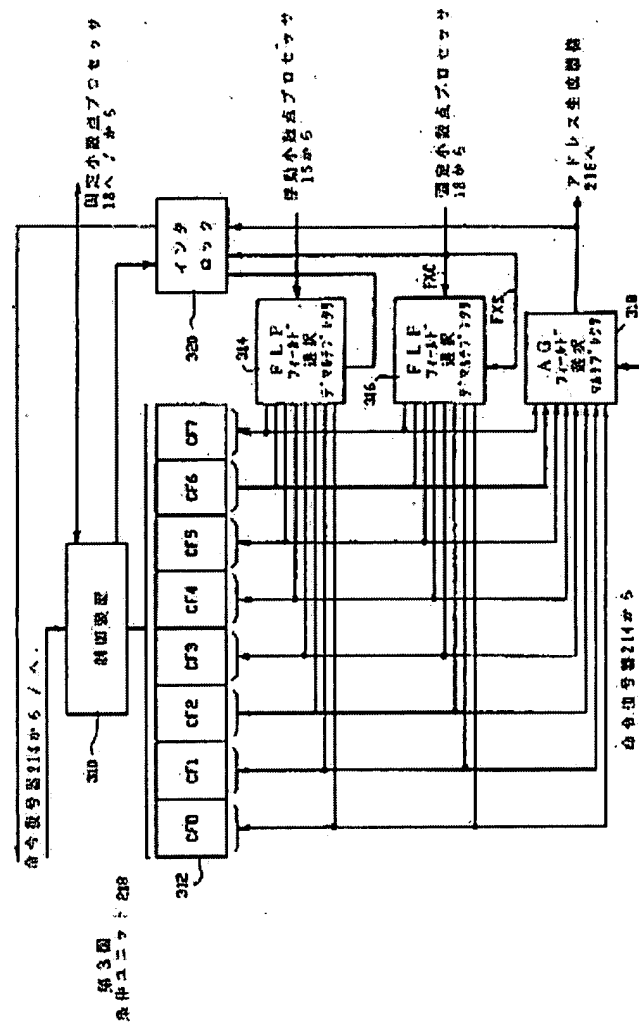 第3図
条件ユニット 218
命令復号器214から／へ
310
制御装置
固定小数点プロセッサ
18へ／から
320
インタ
ロック
312
CF0
CF1
CF2
CF3
CF4
CF5
CF6
CF7
314
FLP
フィールド
選択
デマルチプレクサ
浮動小数点プロセッサ
15から
316
FLP
フィールド
選択
デマルチプレクサ
FXC
FXS
固定小数点プロセッサ
18から
318
AG
フィールド
選択
マルチプレクサ
アドレス生成機構
216へ
命令復号器214から